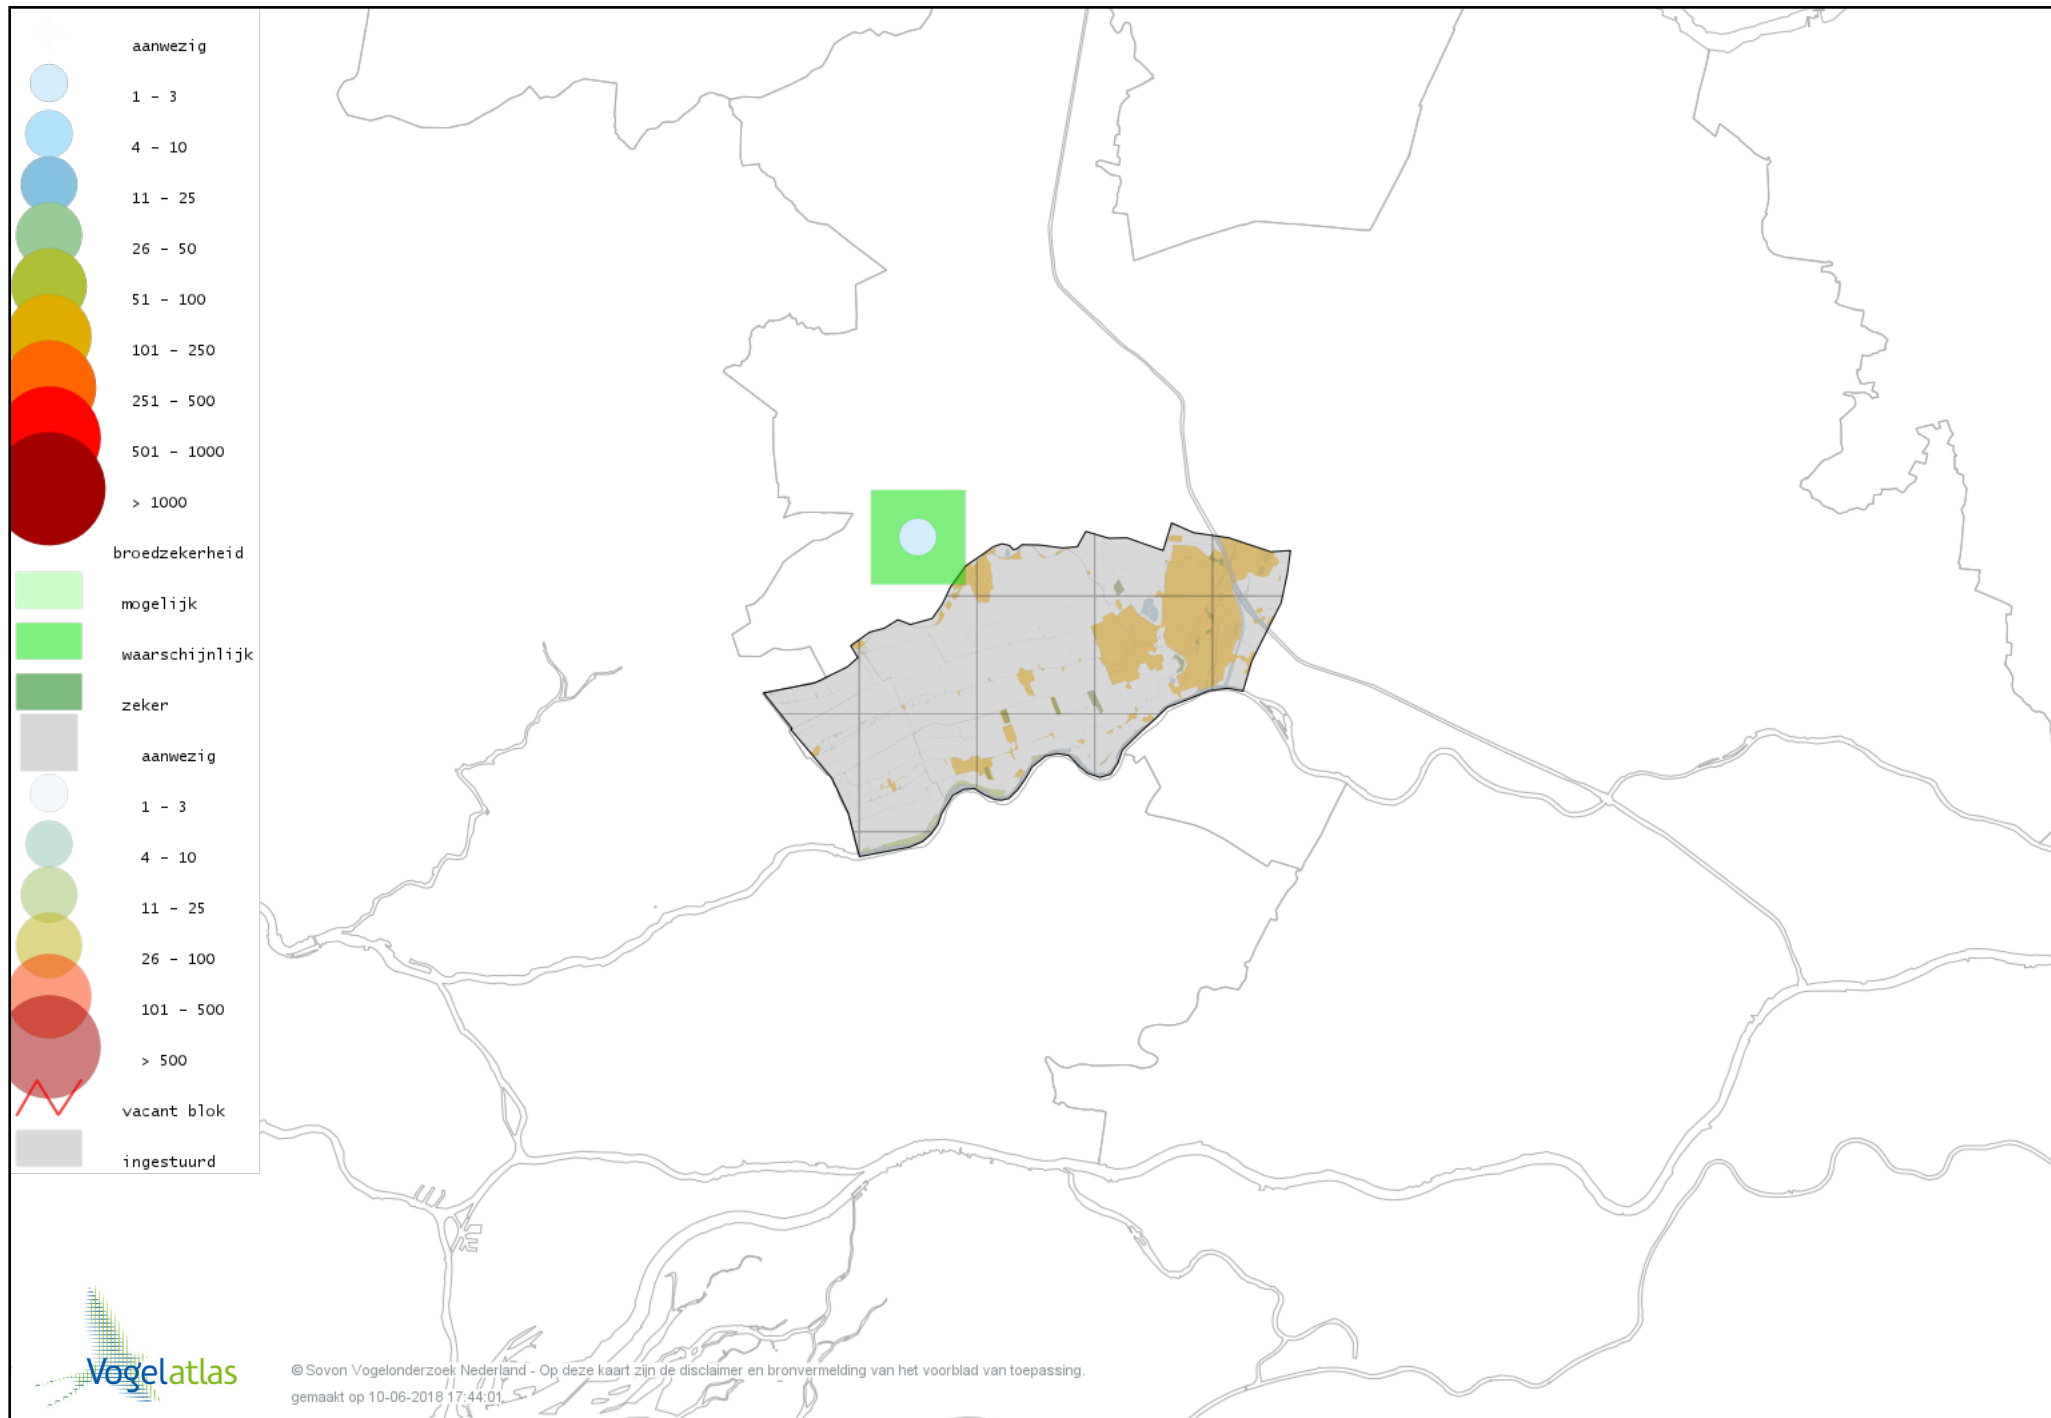 aanwezig
1 - 3
4 - 10
11 - 25
26 - 50
51 - 100
101 - 250
251 - 500
501 - 1000
> 1000
broedzekerheid
mogelijk
waarschijnlijk
zeker
aanwezig
1 - 3
4 - 10
11 - 25
26 - 100
101 - 500
> 500
vacant blok
ingestuurd
Vogelatlas
© Sovon Vogelonderzoek Nederland - Op deze kaart zijn de disclaimer en bronvermelding van het voorblad van toepassing.
gemaakt op 10-06-2018 17:44:01